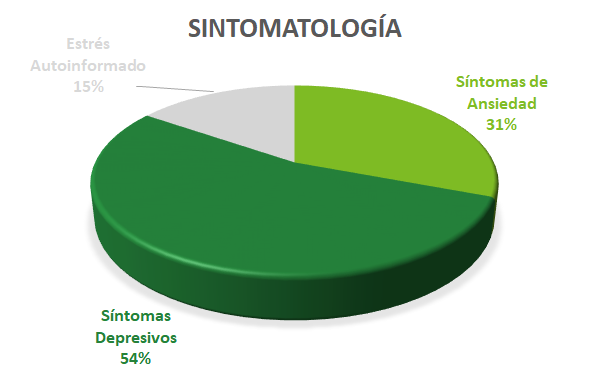 SINTOMATOLOGÍA
Estrés
Autoinformado
15%
Síntomas de
Ansiedad
31%
Síntomas
Depresivos
54%